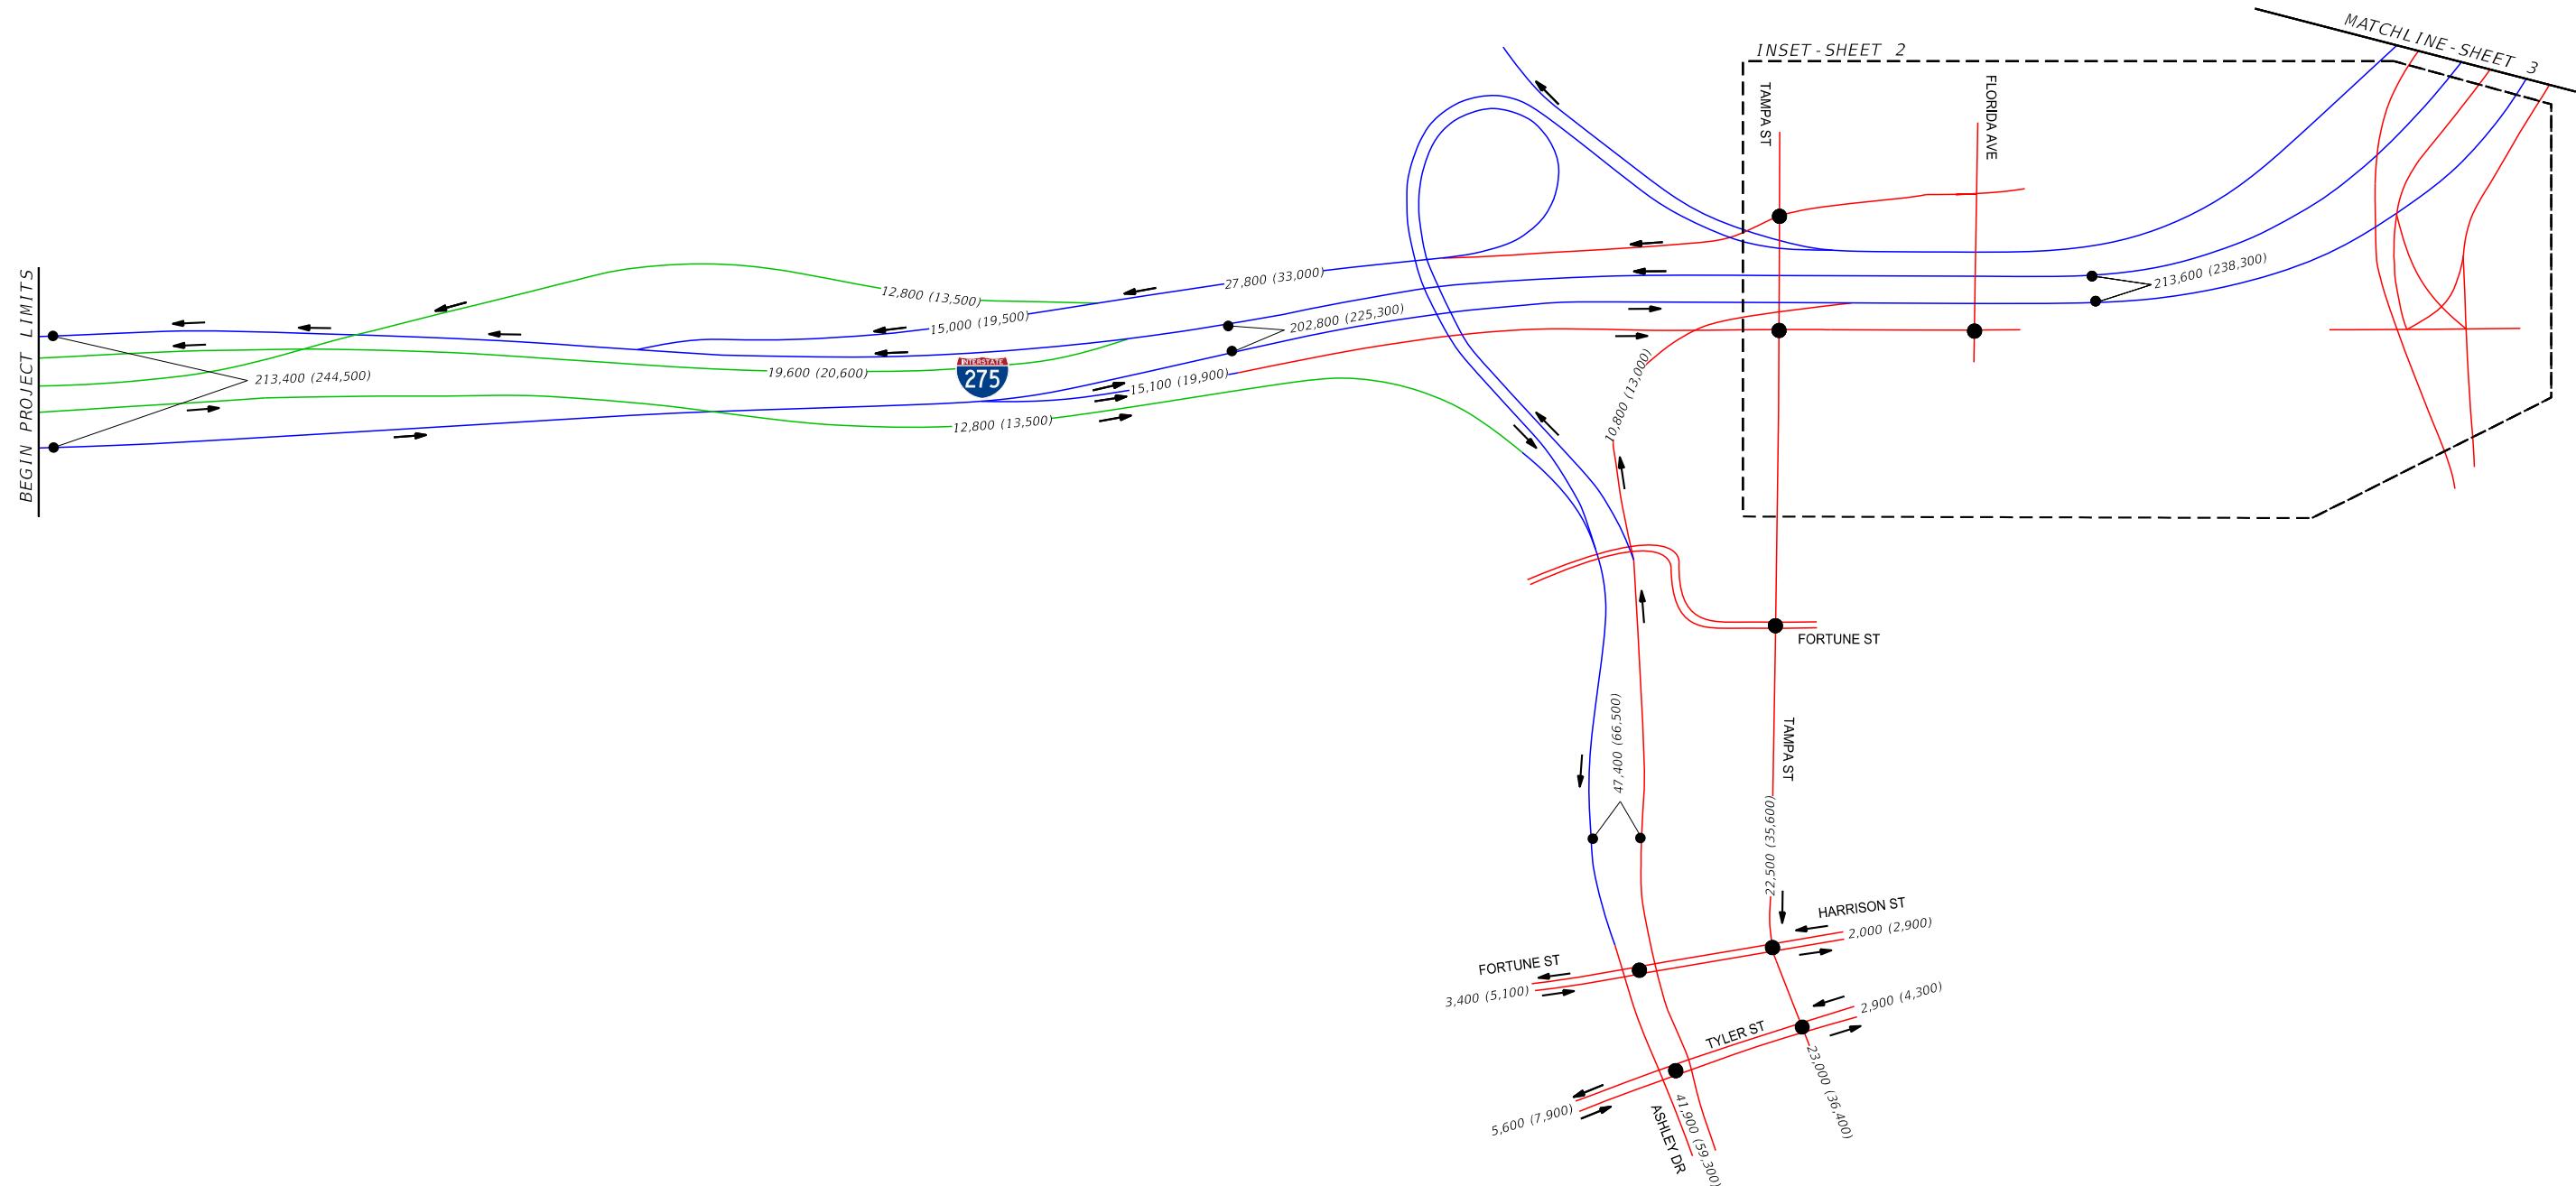 MATCHLINE-SHEET 3
INSET-SHEET 2
TAMPA ST
FLORIDA AVE
BEGIN PROJECT LIMITS
213,600 (238,300)
27,800 (33,000)
12,800 (13,500)
15,000 (19,500)
202,800 (225,300)
INTERSTATE
275
19,600 (20,600)
213,400 (244,500)
15,100 (19,900)
12,800 (13,500)
10,800 (13,000)
FORTUNE ST
47,400 (66,500)
TAMPA ST
22,500 (35,600)
HARRISON ST
2,000 (2,900)
FORTUNE ST
3,400 (5,100)
2,900 (4,300)
TYLER ST
23,000 (36,400)
5,600 (7,900)
ASHLEY DR
41,900 (59,300)